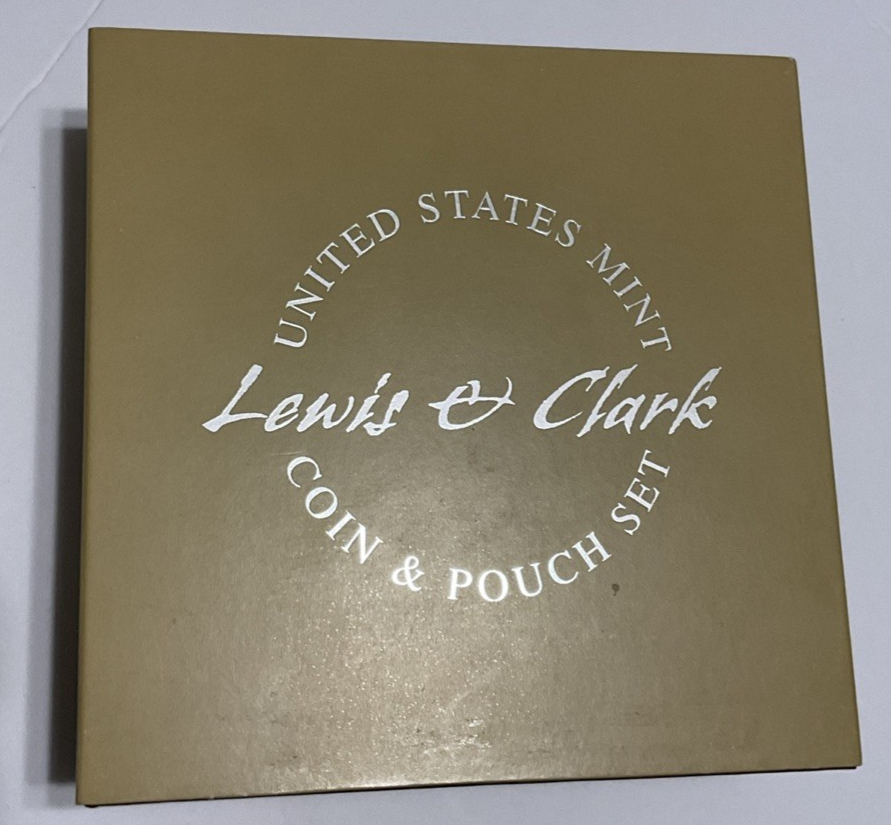 UNITED STATES MINT
Lewis & Clark
COIN & POUCH SET